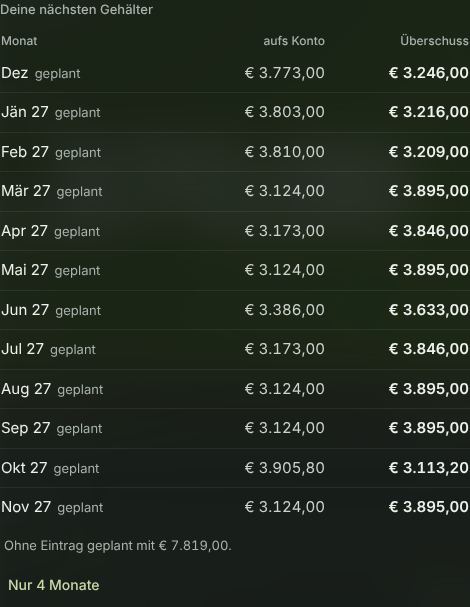 Deine nächsten Gehälter
Monat aufs Konto Überschuss
Dez geplant € 3.773,00 € 3.246,00
Jän 27 geplant € 3.803,00 € 3.216,00
Feb 27 geplant € 3.810,00 € 3.209,00
Mär 27 geplant € 3.124,00 € 3.895,00
Apr 27 geplant € 3.173,00 € 3.846,00
Mai 27 geplant € 3.124,00 € 3.895,00
Jun 27 geplant € 3.386,00 € 3.633,00
Jul 27 geplant € 3.173,00 € 3.846,00
Aug 27 geplant € 3.124,00 € 3.895,00
Sep 27 geplant € 3.124,00 € 3.895,00
Okt 27 geplant € 3.905,80 € 3.113,20
Nov 27 geplant € 3.124,00 € 3.895,00
Ohne Eintrag geplant mit € 7.819,00.
Nur 4 Monate